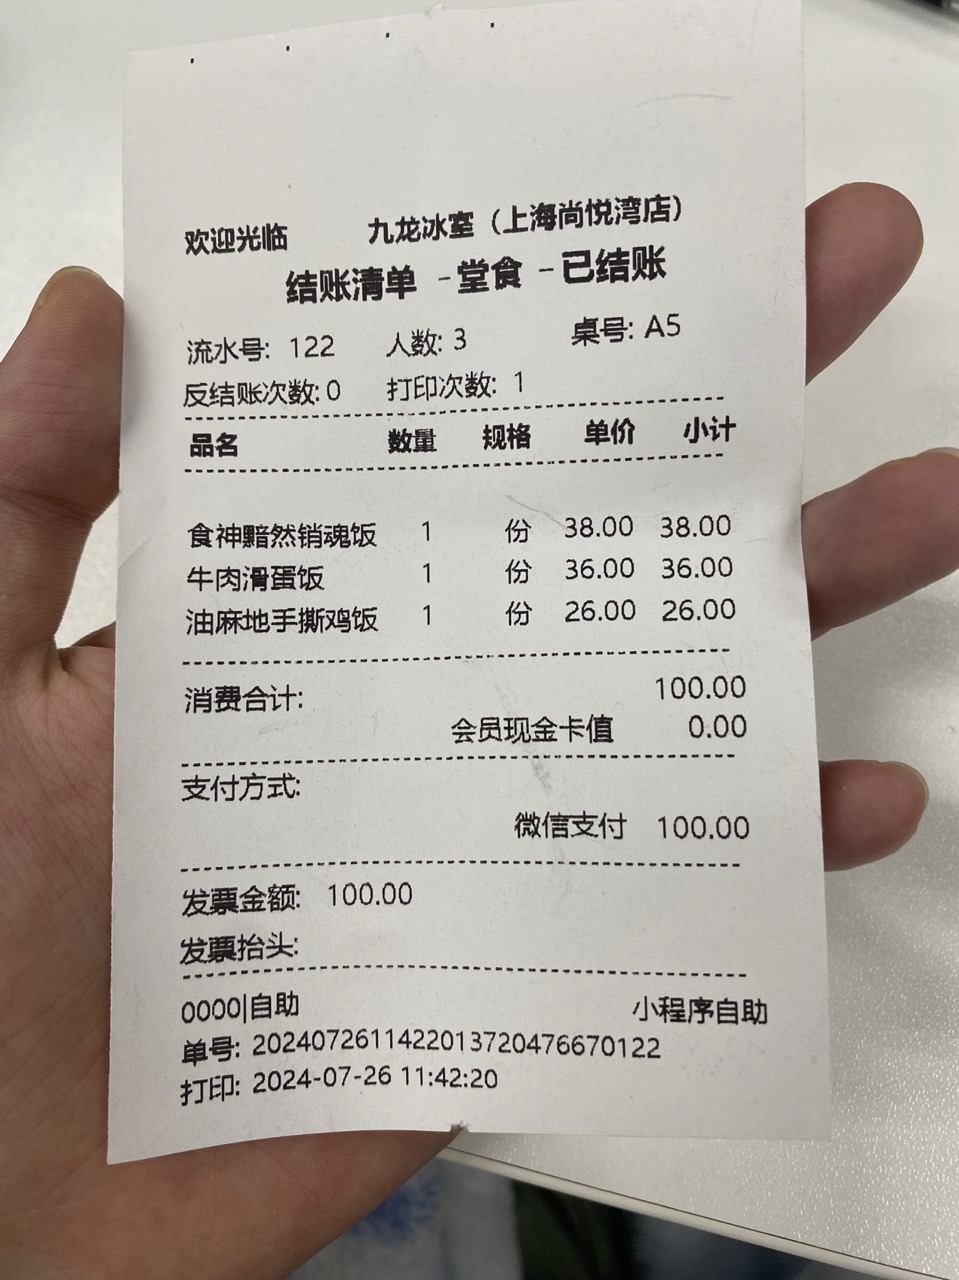 欢迎光临 九龙冰室（上海尚悦湾店）
结账清单 -堂食 -已结账
流水号: 122 人数: 3 桌号: A5
反结账次数: 0 打印次数: 1
品名 数量 规格 单价 小计
食神黯然销魂饭 1 份 38.00 38.00
牛肉滑蛋饭 1 份 36.00 36.00
油麻地手撕鸡饭 1 份 26.00 26.00
消费合计: 100.00
会员现金卡值 0.00
支付方式:
微信支付 100.00
发票金额: 100.00
发票抬头:
0000|自助 小程序自助
单号: 20240726114220137204766​70122
打印: 2024-07-26 11:42:20